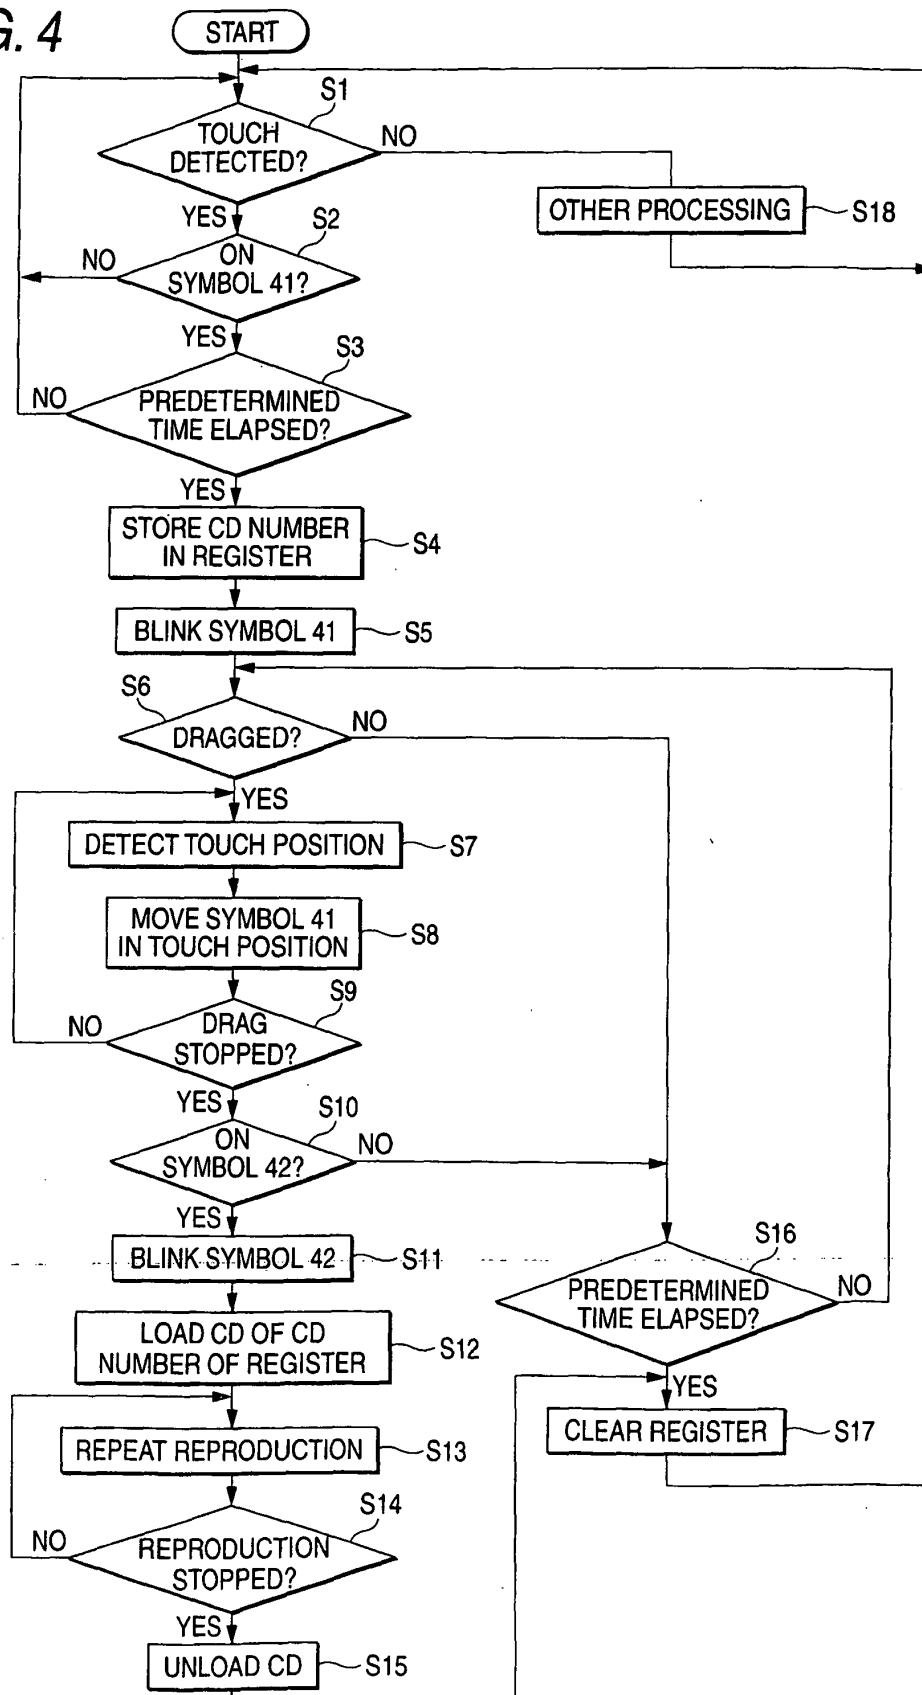 G. 4
START
S1
TOUCH
DETECTED?
NO
YES
OTHER PROCESSING
S18
S2
ON
SYMBOL 41?
NO
YES
S3
PREDETERMINED
TIME ELAPSED?
NO
YES
STORE CD NUMBER
IN REGISTER
S4
BLINK SYMBOL 41
S5
S6
DRAGGED?
NO
YES
DETECT TOUCH POSITION
S7
MOVE SYMBOL 41
IN TOUCH POSITION
S8
S9
DRAG
STOPPED?
NO
YES
S10
ON
SYMBOL 42?
NO
YES
BLINK SYMBOL 42
S11
S16
PREDETERMINED
TIME ELAPSED?
NO
YES
LOAD CD OF CD
NUMBER OF REGISTER
S12
CLEAR REGISTER
S17
REPEAT REPRODUCTION
S13
S14
REPRODUCTION
STOPPED?
NO
YES
UNLOAD CD
S15